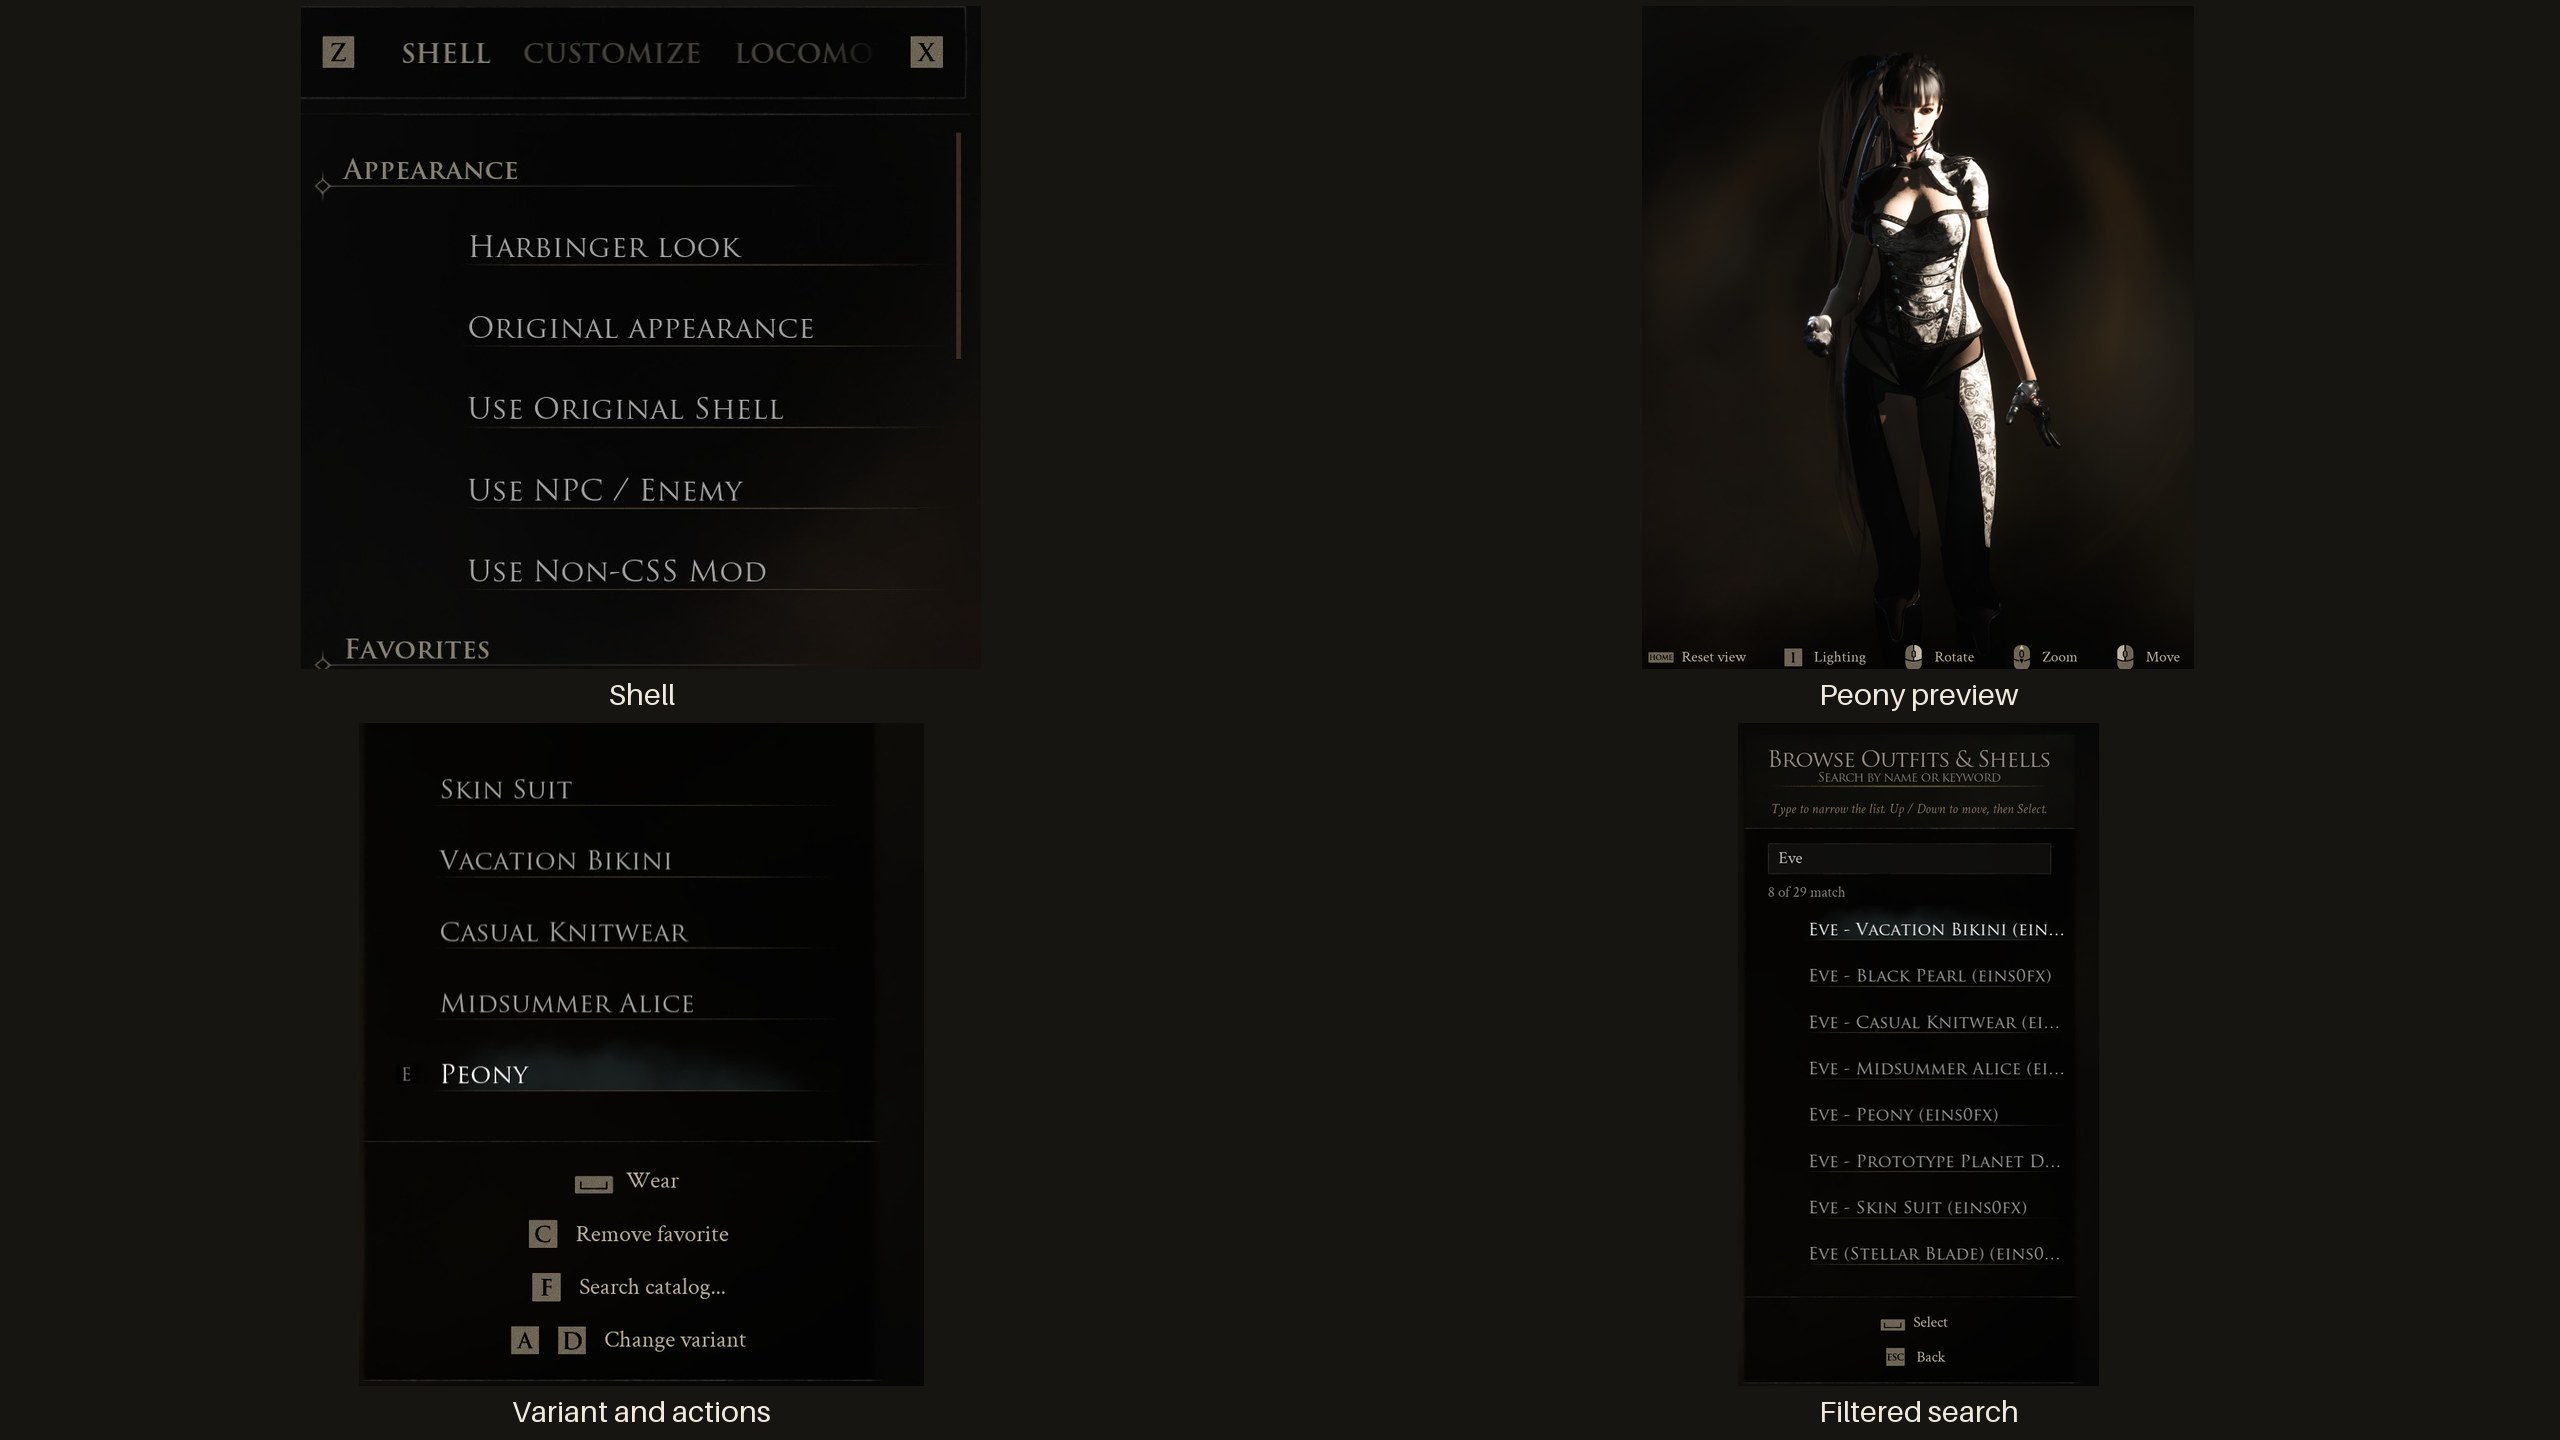 Z SHELL CUSTOMIZE LOCOMO X
APPEARANCE
HARBINGER LOOK
ORIGINAL APPEARANCE
USE ORIGINAL SHELL
USE NPC / ENEMY
USE NON-CSS MOD
FAVORITES
Shell
HOME Reset view I Lighting Rotate Zoom Move
Peony preview
SKIN SUIT
VACATION BIKINI
CASUAL KNITWEAR
MIDSUMMER ALICE
E PEONY
Wear
C Remove favorite
F Search catalog...
A D Change variant
Variant and actions
BROWSE OUTFITS & SHELLS
SEARCH BY NAME OR KEYWORD
Type to narrow the list. Up / Down to move, then Select.
Eve
8 of 29 match
EVE - VACATION BIKINI (EIN...
EVE - BLACK PEARL (EINS0FX)
EVE - CASUAL KNITWEAR (EI...
EVE - MIDSUMMER ALICE (EI...
EVE - PEONY (EINS0FX)
EVE - PROTOTYPE PLANET D...
EVE - SKIN SUIT (EINS0FX)
EVE (STELLAR BLADE) (EINS0...
Select
ESC Back
Filtered search